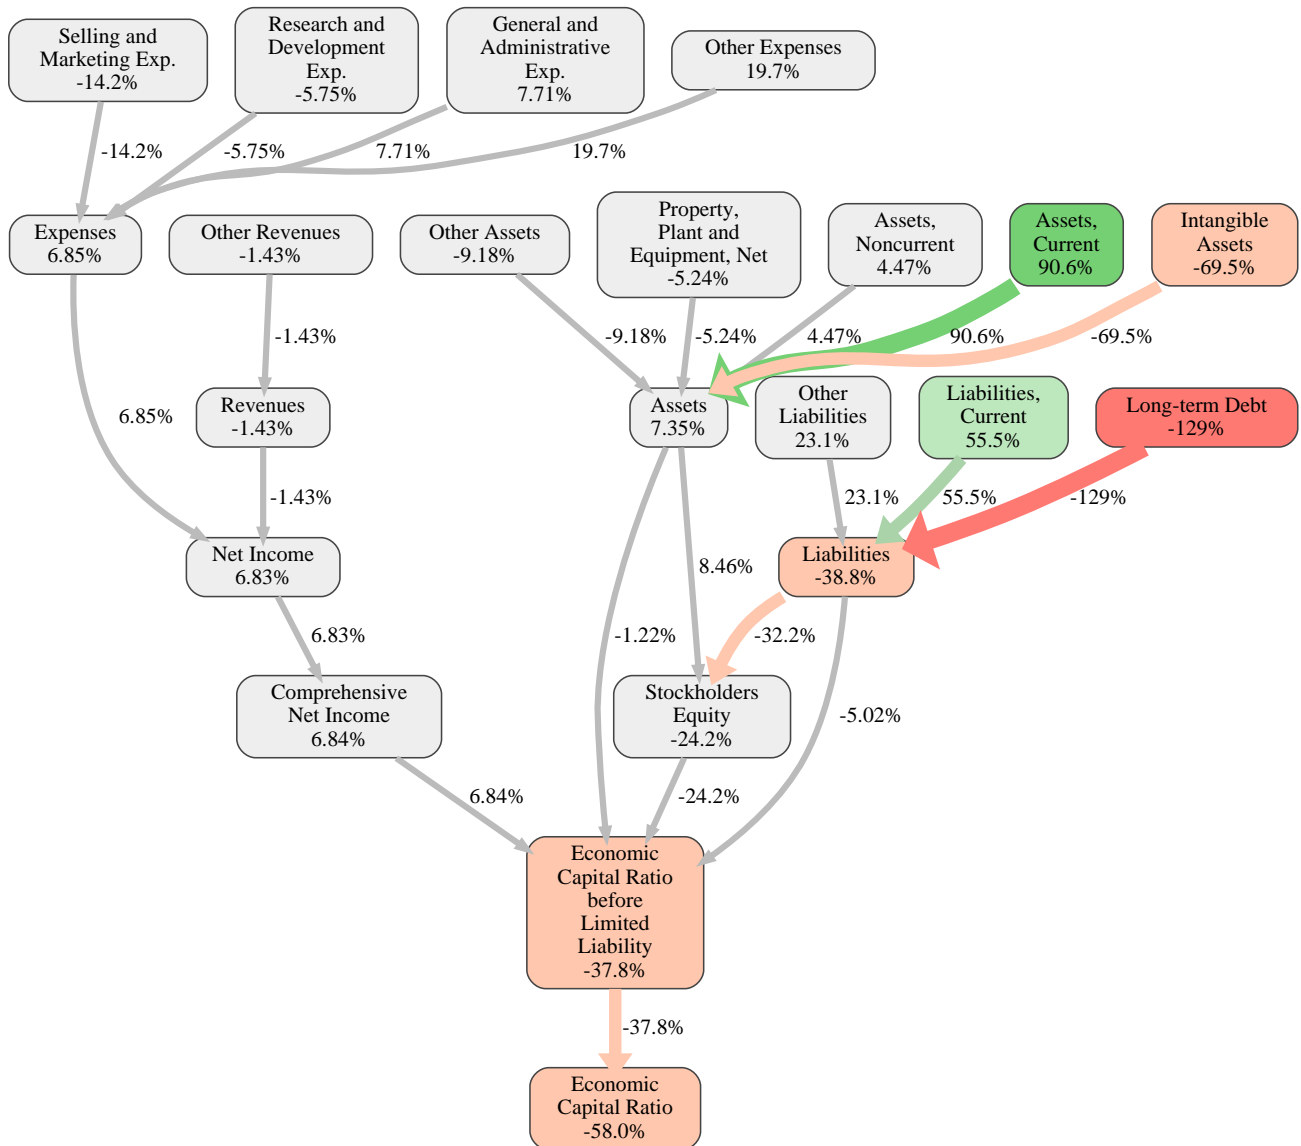 Selling and
Marketing Exp.
-14.2%
Research and
Development
Exp.
-5.75%
General and
Administrative
Exp.
7.71%
Other Expenses
19.7%
-14.2%
-5.75%
7.71%
19.7%
Expenses
6.85%
Other Revenues
-1.43%
Other Assets
-9.18%
Property,
Plant and
Equipment, Net
-5.24%
Assets,
Noncurrent
4.47%
Assets,
Current
90.6%
Intangible
Assets
-69.5%
-1.43%
-9.18%
-5.24%
4.47%
90.6%
-69.5%
6.85%
Revenues
-1.43%
Assets
7.35%
Other
Liabilities
23.1%
Liabilities,
Current
55.5%
Long-term Debt
-129%
-1.43%
23.1%
55.5%
-129%
Net Income
6.83%
8.46%
Liabilities
-38.8%
6.83%
-1.22%
-32.2%
Comprehensive
Net Income
6.84%
Stockholders
Equity
-24.2%
-5.02%
6.84%
-24.2%
Economic
Capital Ratio
before
Limited
Liability
-37.8%
-37.8%
Economic
Capital Ratio
-58.0%